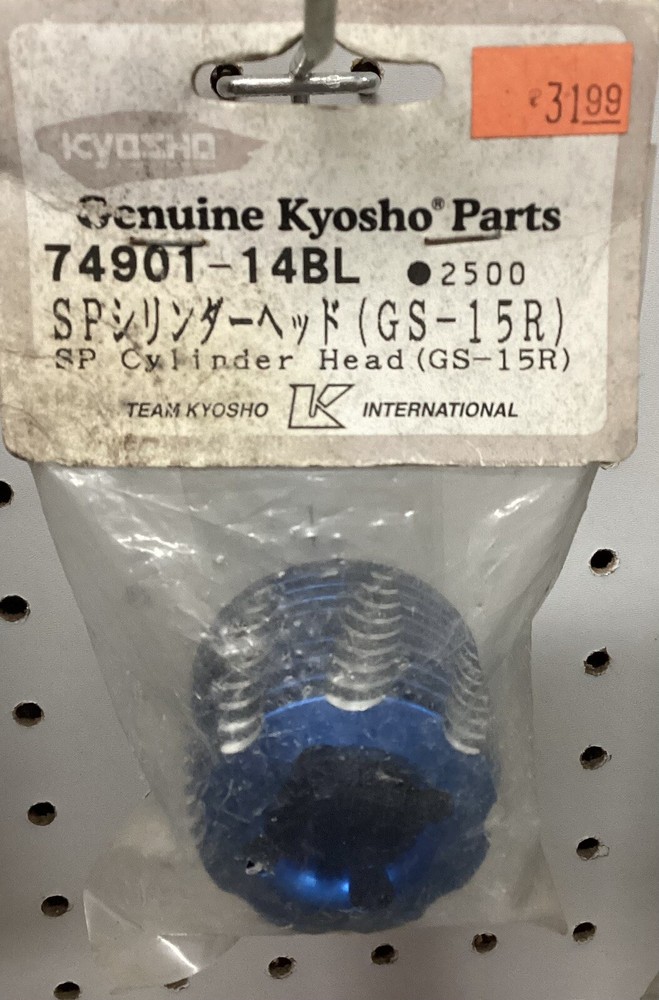 31.99
KYOSHO
Genuine Kyosho® Parts
74901-14BL ●2500
SPシリンダーヘッド(GS-15R)
SP Cylinder Head(GS-15R)
TEAM KYOSHO K INTERNATIONAL